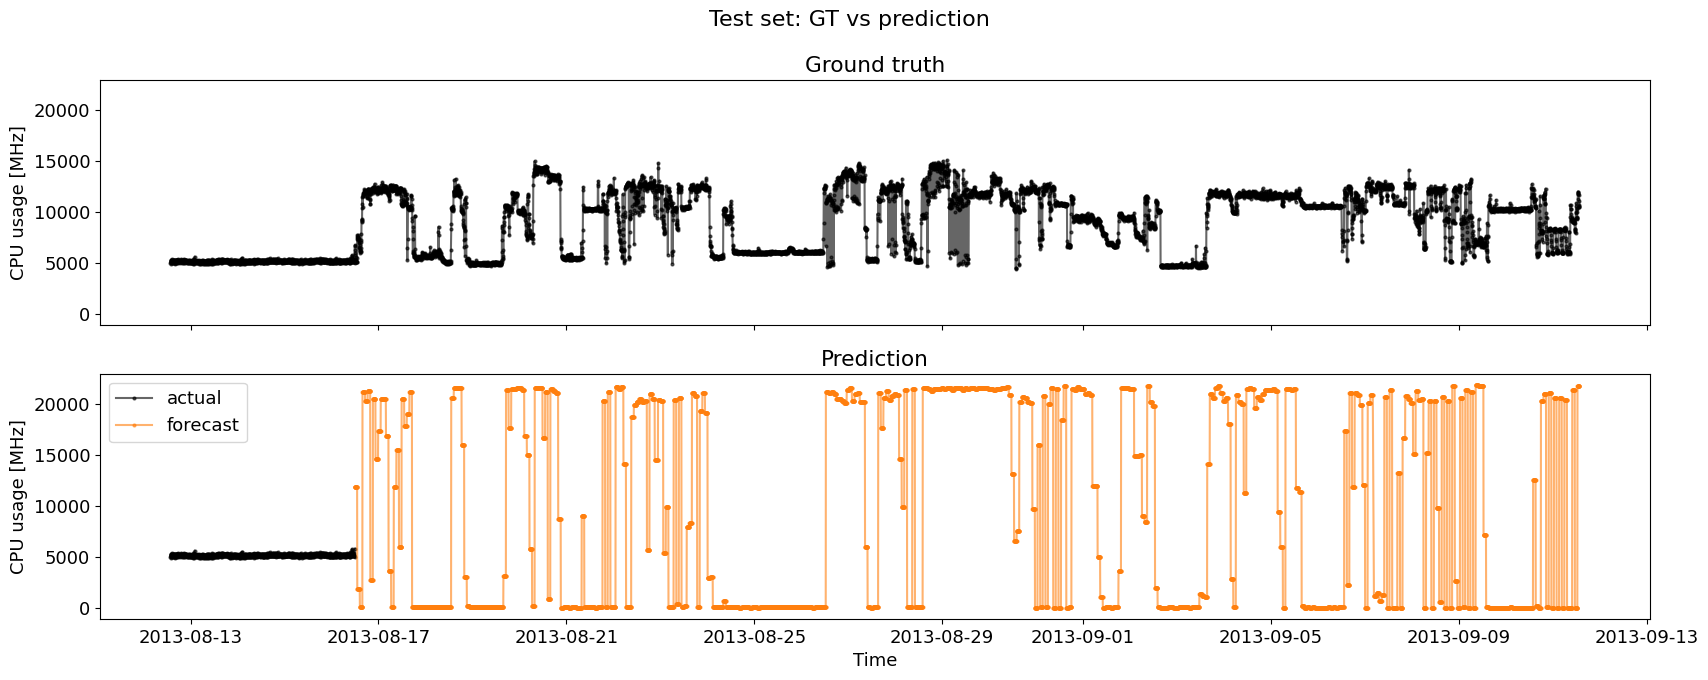 Test set: GT vs prediction
Ground truth
CPU usage [MHz]
20000
15000
10000
5000
0
Prediction
CPU usage [MHz]
20000
15000
10000
5000
0
actual
forecast
2013-08-13 2013-08-17 2013-08-21 2013-08-25 2013-08-29 2013-09-01 2013-09-05 2013-09-09 2013-09-13
Time